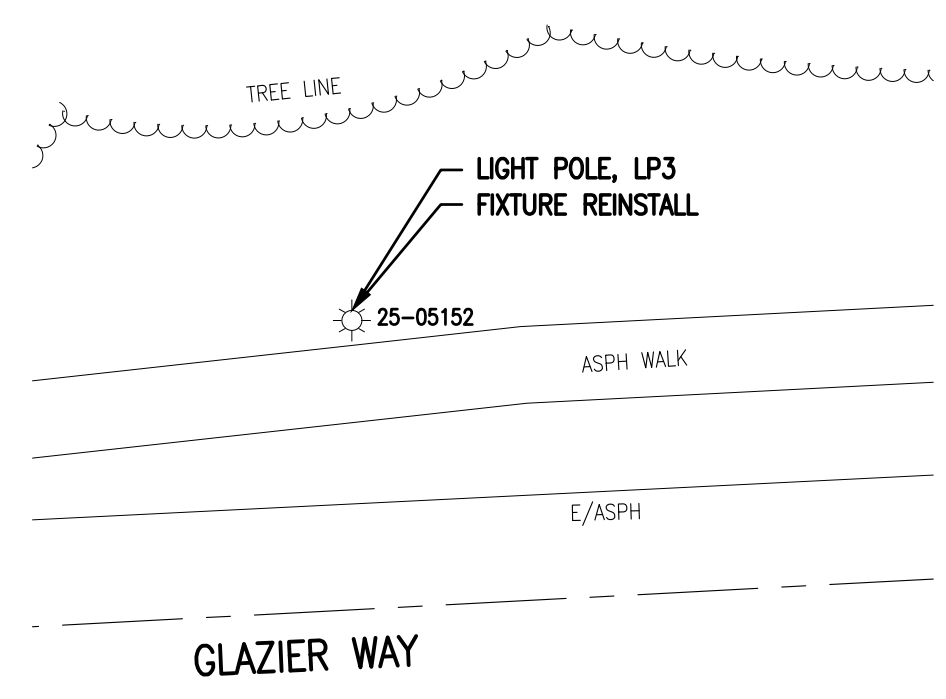 TREE LINE
LIGHT POLE, LP3
FIXTURE REINSTALL
25-05152
ASPH WALK
E/ASPH
GLAZIER WAY